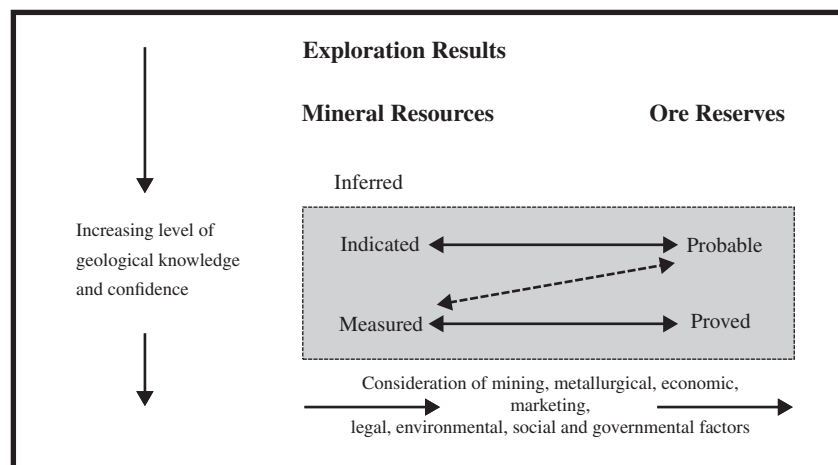 Exploration Results
Mineral Resources Ore Reserves
Inferred
Increasing level of
geological knowledge
and confidence
Indicated Probable
Measured Proved
Consideration of mining, metallurgical, economic,
marketing,
legal, environmental, social and governmental factors